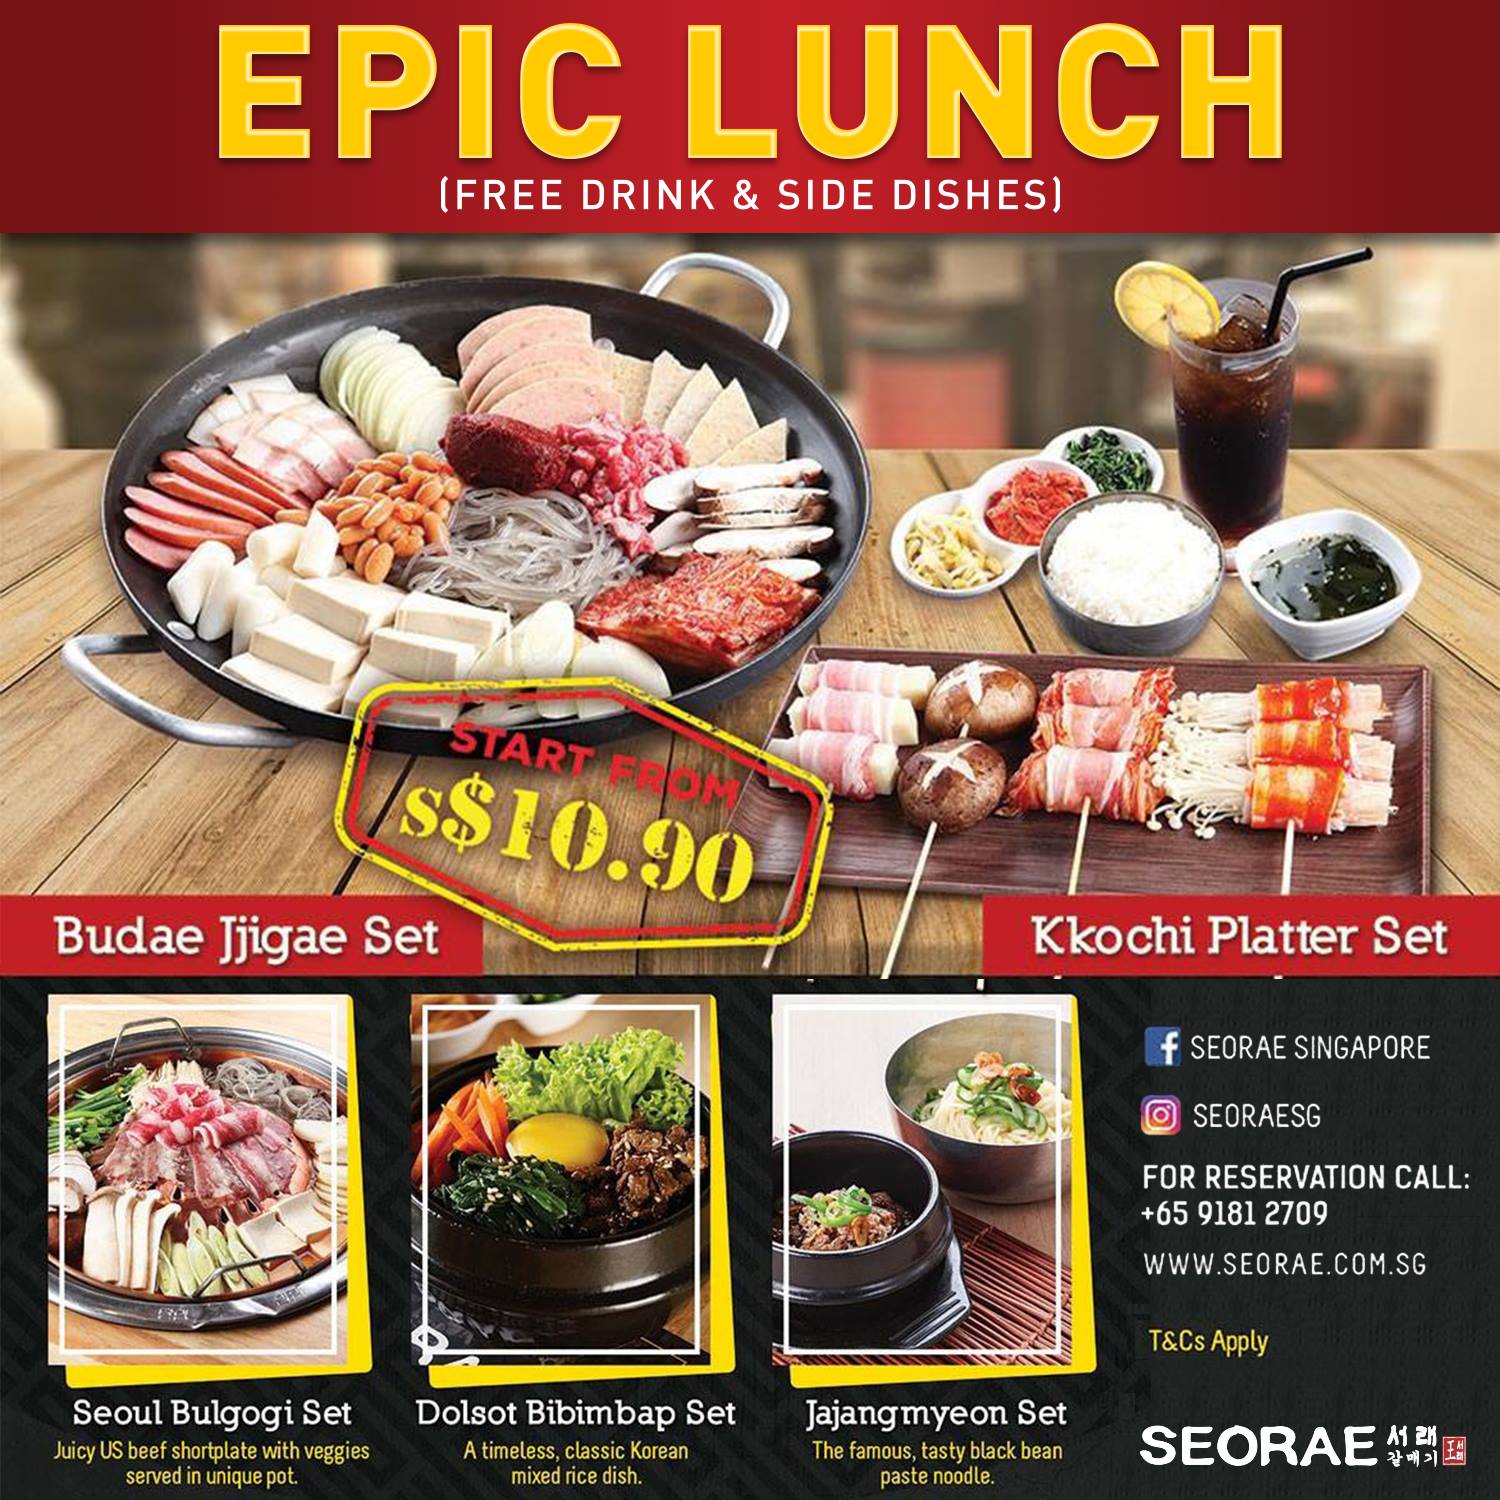 EPIC LUNCH
(FREE DRINK & SIDE DISHES)
START FROM
S$10.90
Budae Jjigae Set
Kkochi Platter Set
Seoul Bulgogi Set
Juicy US beef shortplate with veggies
served in unique pot.
Dolsot Bibimbap Set
A timeless, classic Korean
mixed rice dish.
Jajangmyeon Set
The famous, tasty black bean
paste noodle.
SEORAE SINGAPORE
SEORAESG
FOR RESERVATION CALL:
+65 9181 2709
WWW.SEORAE.COM.SG
T&Cs Apply
SEORAE 서래
갈매기